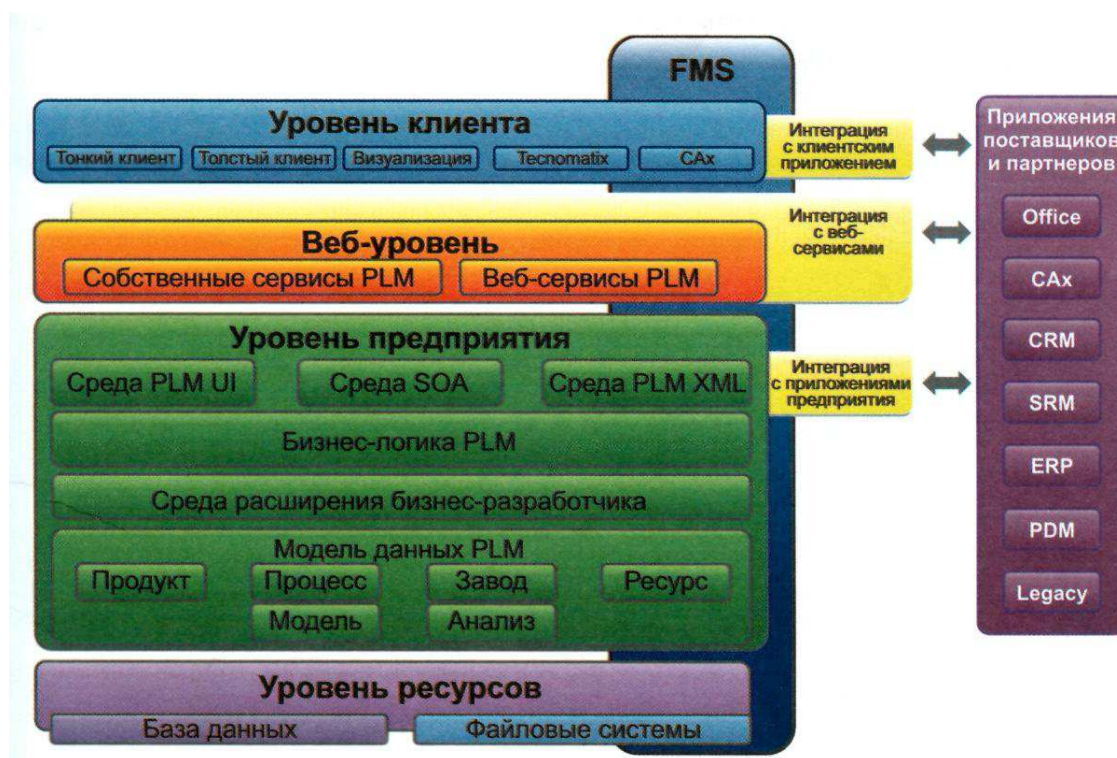 FMS
Уровень клиента
Тонкий клиент
Толстый клиент
Визуализация
Tecnomatix
CAx
Интеграция
с клиентским
приложением
Веб-уровень
Собственные сервисы PLM
Веб-сервисы PLM
Интеграция
с веб-
сервисами
Уровень предприятия
Среда PLM UI
Среда SOA
Среда PLM XML
Интеграция
с приложениями
предприятия
Бизнес-логика PLM
Среда расширения бизнес-разработчика
Модель данных PLM
Продукт
Процесс
Завод
Ресурс
Модель
Анализ
Уровень ресурсов
База данных
Файловые системы
Приложения
поставщиков
и партнеров
Office
CAx
CRM
SRM
ERP
PDM
Legacy